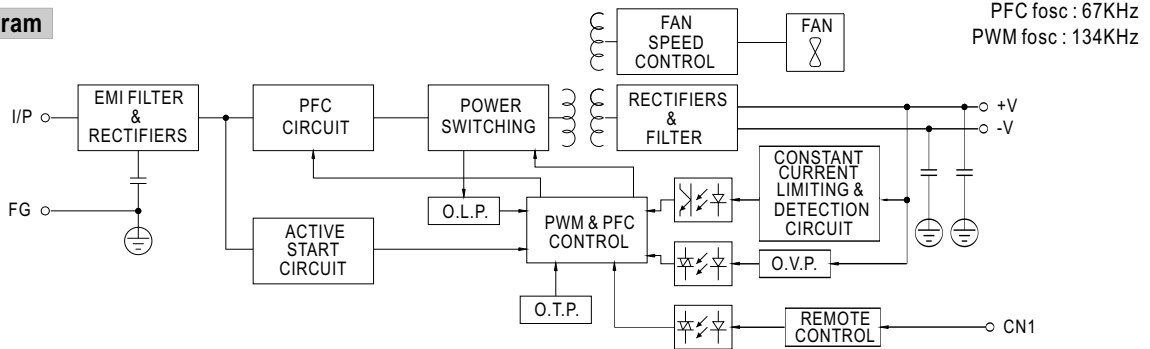 ram
PFC fosc : 67KHz
PWM fosc : 134KHz
FAN
SPEED
CONTROL
FAN
I/P
EMI FILTER
&
RECTIFIERS
PFC
CIRCUIT
POWER
SWITCHING
RECTIFIERS
&
FILTER
+V
-V
CONSTANT
CURRENT
LIMITING &
DETECTION
CIRCUIT
FG
O.L.P.
PWM & PFC
CONTROL
ACTIVE
START
CIRCUIT
O.V.P.
O.T.P.
REMOTE
CONTROL
CN1